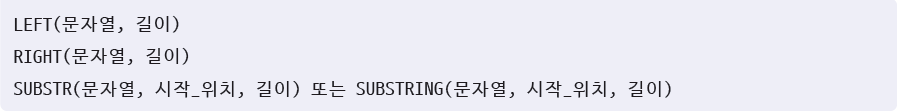 LEFT(문자열, 길이)
RIGHT(문자열, 길이)
SUBSTR(문자열, 시작_위치, 길이) 또는 SUBSTRING(문자열, 시작_위치, 길이)